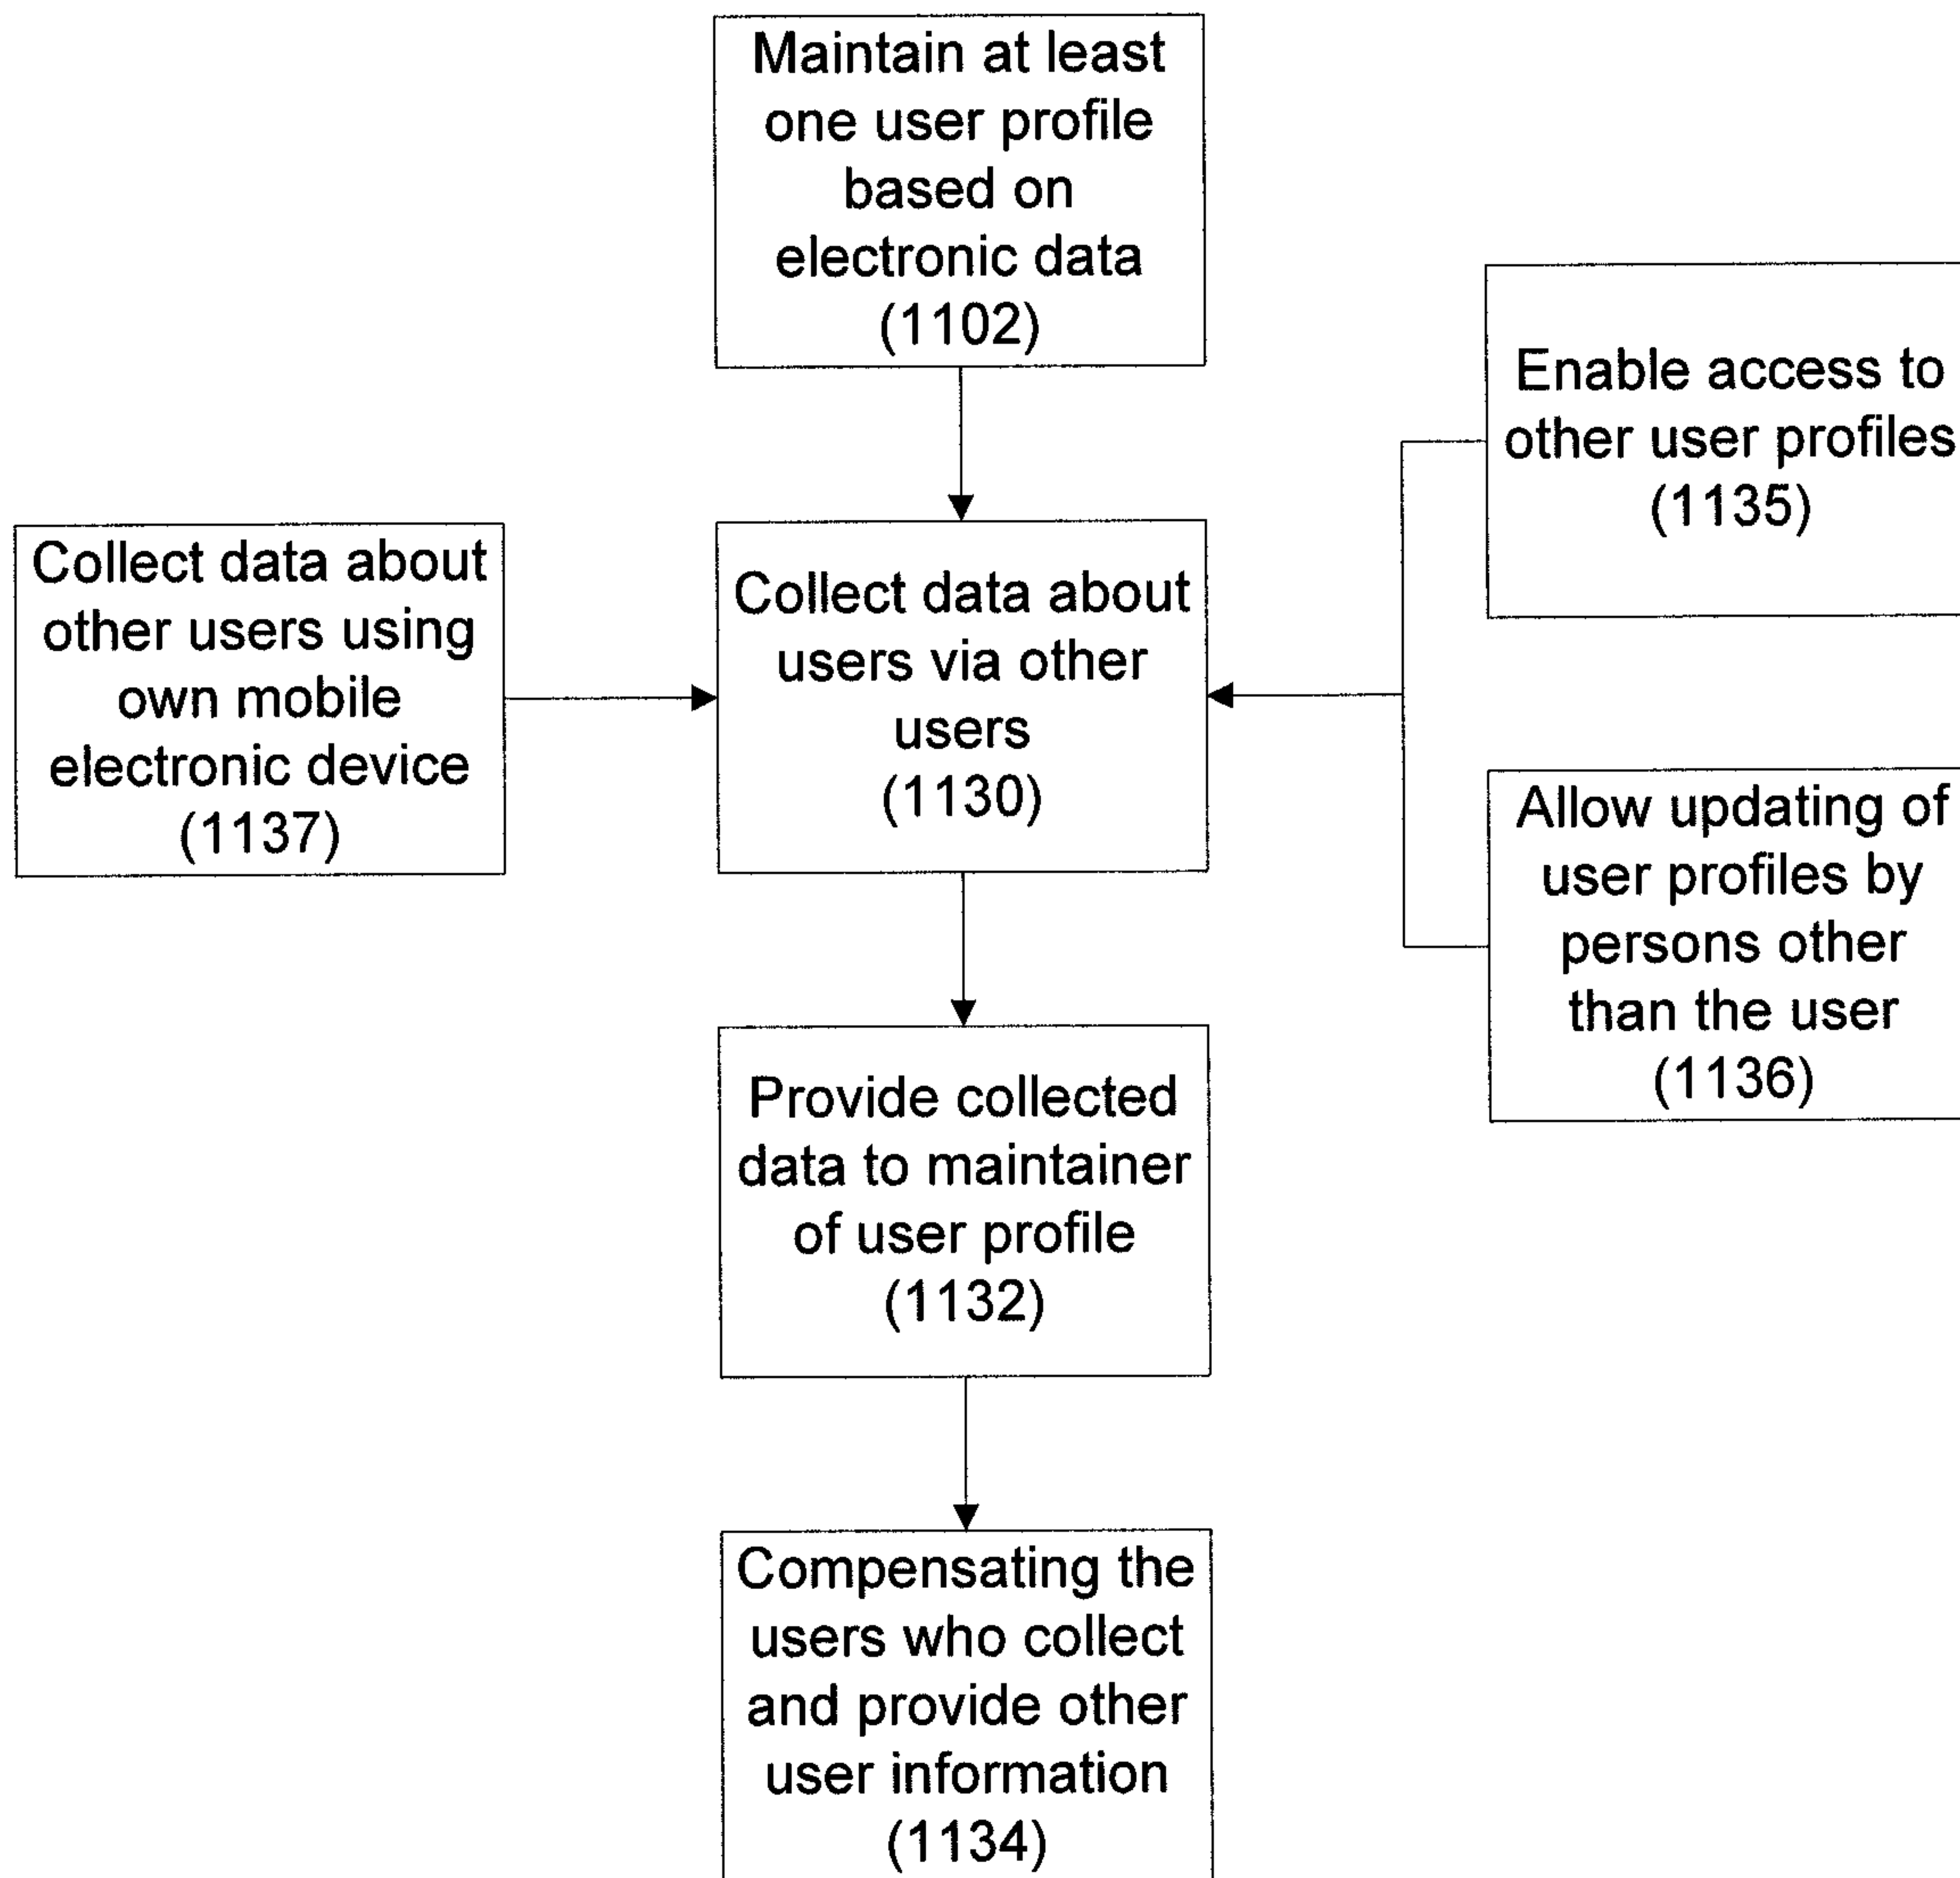 Maintain at least
one user profile
based on
electronic data
(1102)
Enable access to
other user profiles
(1135)
Collect data about
other users using
own mobile
electronic device
(1137)
Collect data about
users via other
users
(1130)
Allow updating of
user profiles by
persons other
than the user
(1136)
Provide collected
data to maintainer
of user profile
(1132)
Compensating the
users who collect
and provide other
user information
(1134)